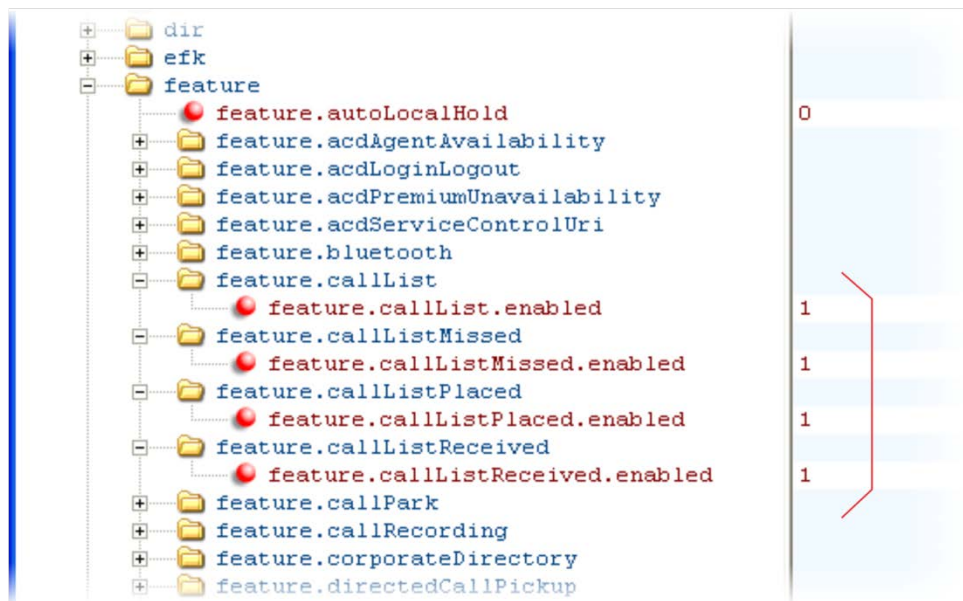 dir
efk
feature
feature.autoLocalHold 0
feature.acdAgentAvailability
feature.acdLoginLogout
feature.acdPremiumUnavailability
feature.acdServiceControlUri
feature.bluetooth
feature.callList
feature.callList.enabled 1
feature.callListMissed
feature.callListMissed.enabled 1
feature.callListPlaced
feature.callListPlaced.enabled 1
feature.callListReceived
feature.callListReceived.enabled 1
feature.callPark
feature.callRecording
feature.corporateDirectory
feature.directedCallPickup